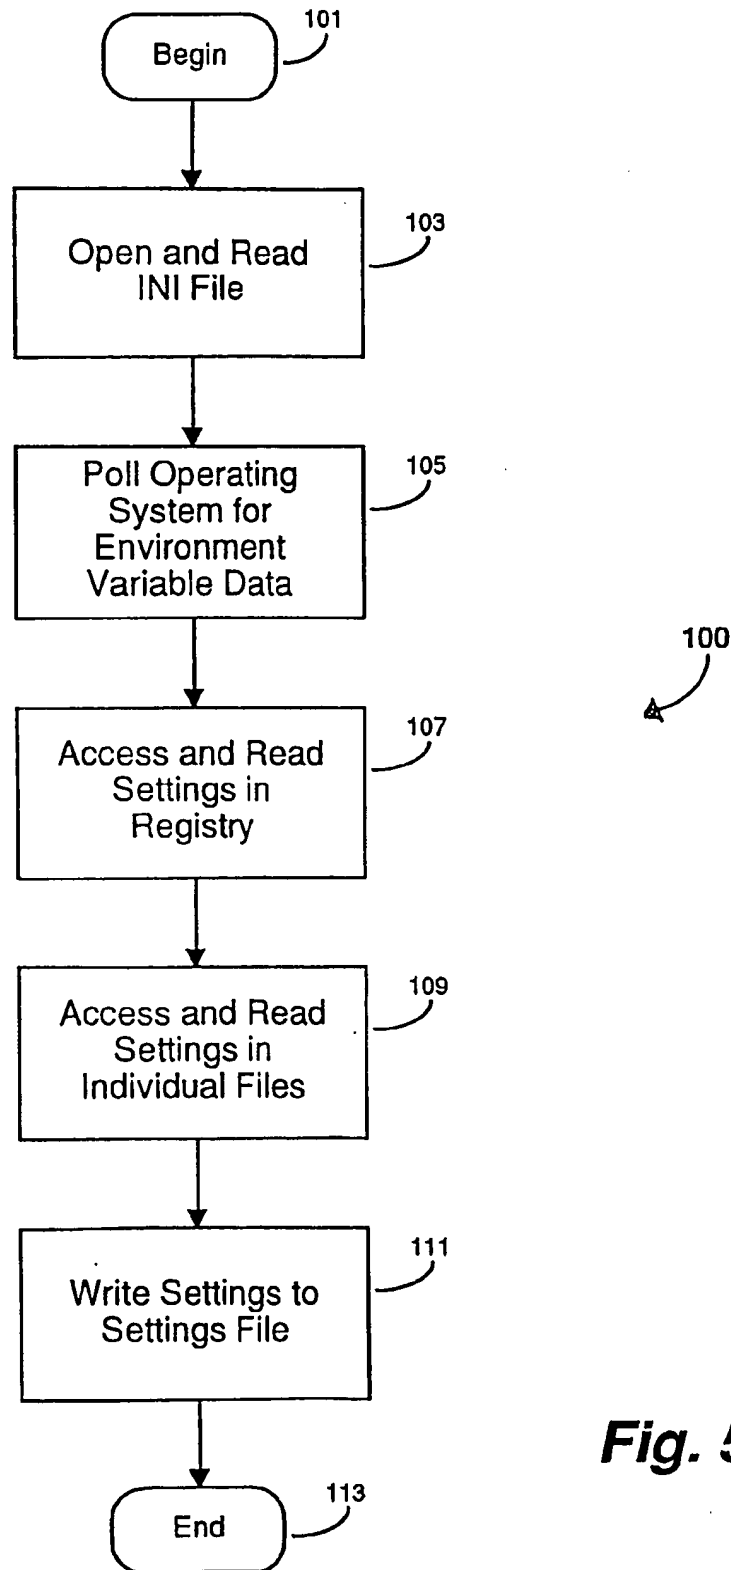 101
Begin
103
Open and Read
INI File
105
Poll Operating
System for
Environment
Variable Data
100
107
Access and Read
Settings in
Registry
109
Access and Read
Settings in
Individual Files
111
Write Settings to
Settings File
Fig. 5
113
End